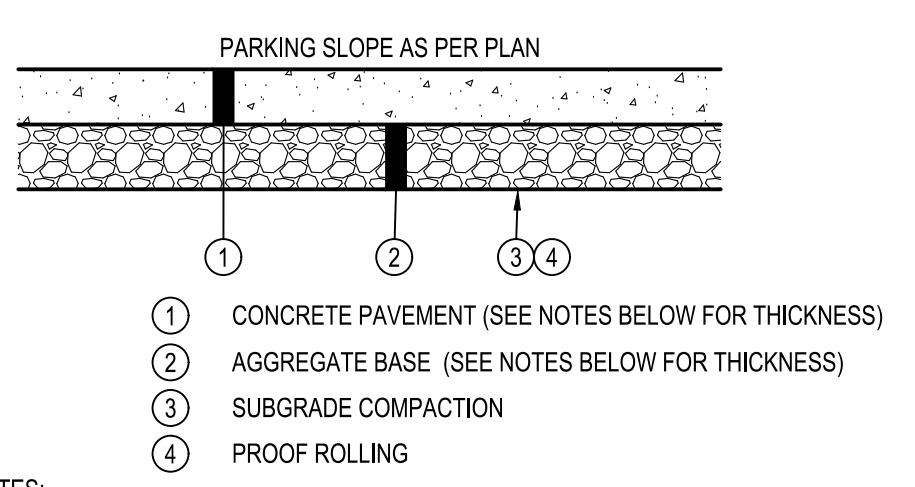 PARKING SLOPE AS PER PLAN
1 2 3 4
1 CONCRETE PAVEMENT (SEE NOTES BELOW FOR THICKNESS)
2 AGGREGATE BASE (SEE NOTES BELOW FOR THICKNESS)
3 SUBGRADE COMPACTION
4 PROOF ROLLING